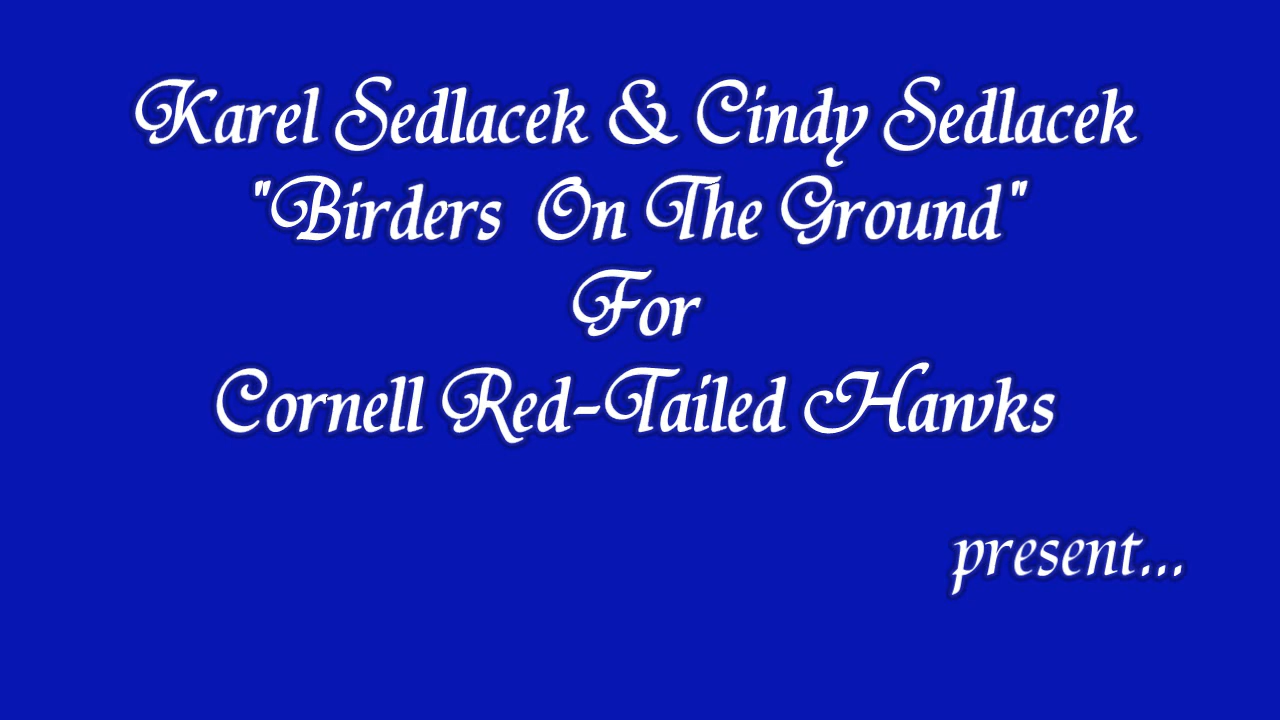 Karel Sedlacek & Cindy Sedlacek
"Birders On The Ground"
For
Cornell Red-Tailed Hawks
present...